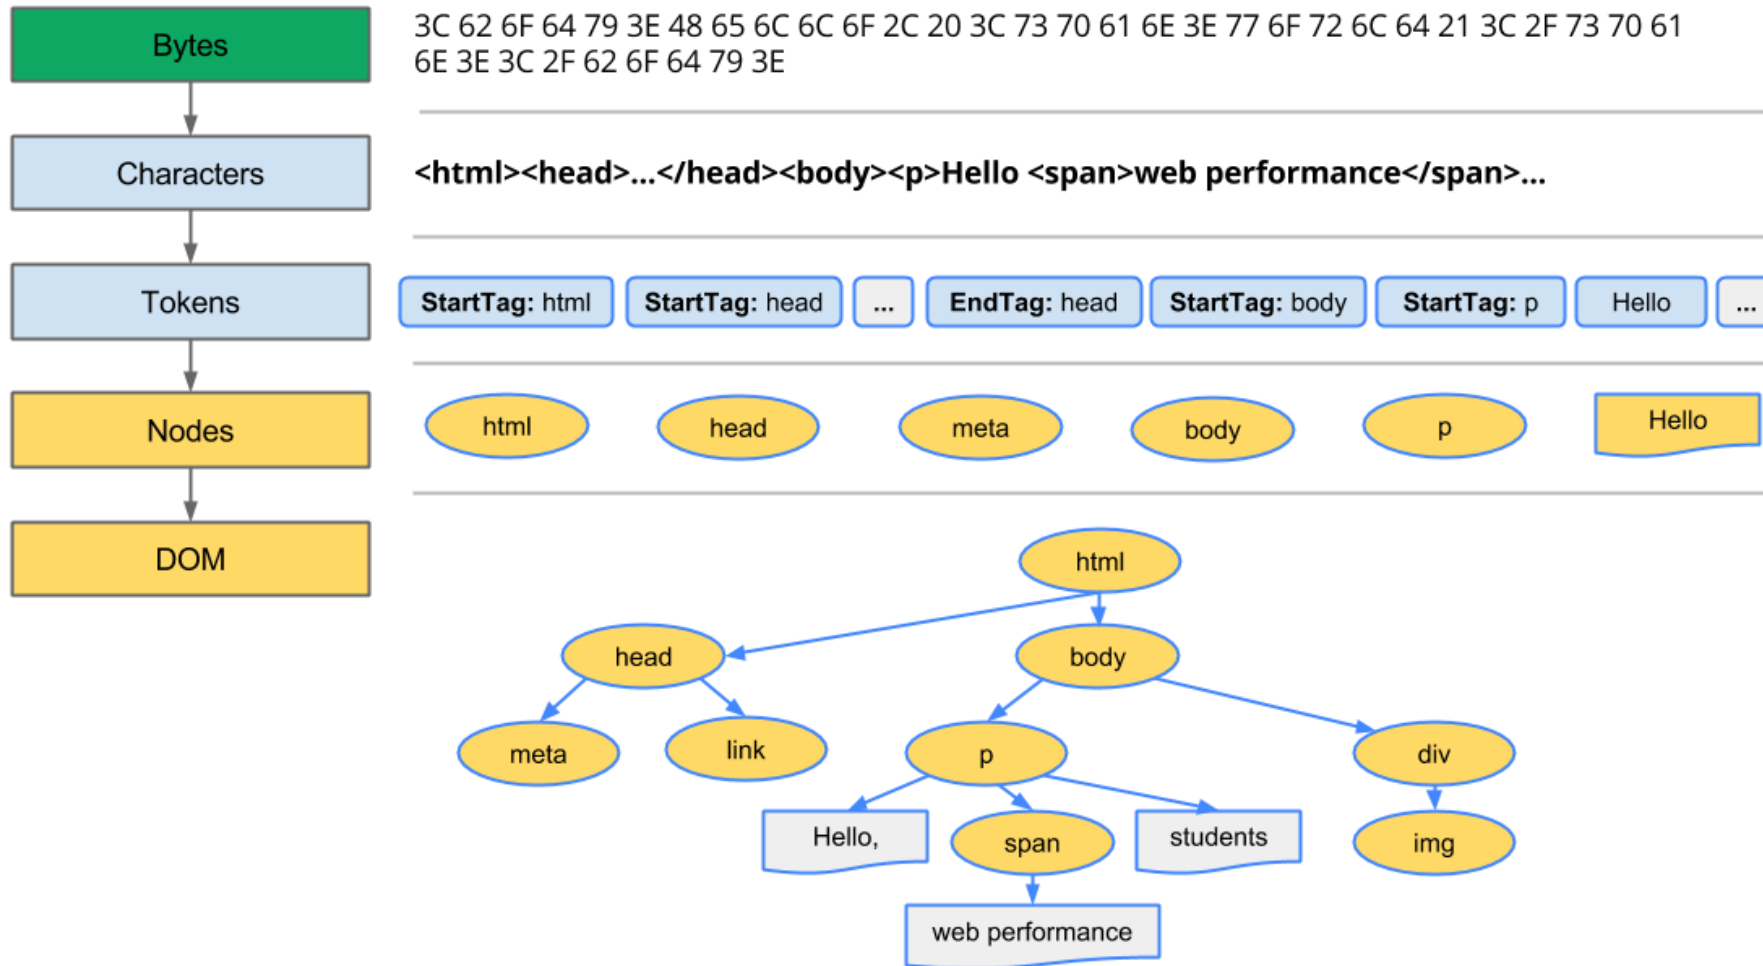 Bytes
3C 62 6F 64 79 3E 48 65 6C 6C 6F 2C 20 3C 73 70 61 6E 3E 77 6F 72 6C 64 21 3C 2F 73 70 61
6E 3E 3C 2F 62 6F 64 79 3E
Characters
<html><head>...</head><body><p>Hello <span>web performance</span>...
Tokens
StartTag: html
StartTag: head
...
EndTag: head
StartTag: body
StartTag: p
Hello
...
Nodes
html
head
meta
body
p
Hello
DOM
html
head
body
meta
link
p
div
Hello,
span
students
img
web performance